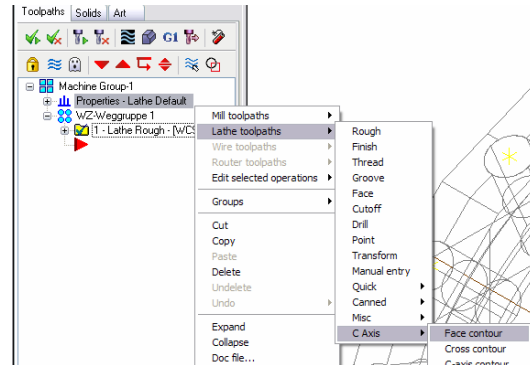 Toolpaths Solids Art
G1
Machine Group-1
Properties - Lathe Default
WZ-Weggruppe 1
1 - Lathe Rough - [WCS
Mill toolpaths
Lathe toolpaths
Wire toolpaths
Router toolpaths
Edit selected operations
Groups
Cut
Copy
Paste
Delete
Undelete
Undo
Expand
Collapse
Doc file...
Rough
Finish
Thread
Groove
Face
Cutoff
Drill
Point
Transform
Manual entry
Quick
Canned
Misc
C Axis
Face contour
Cross contour
C-axis contour